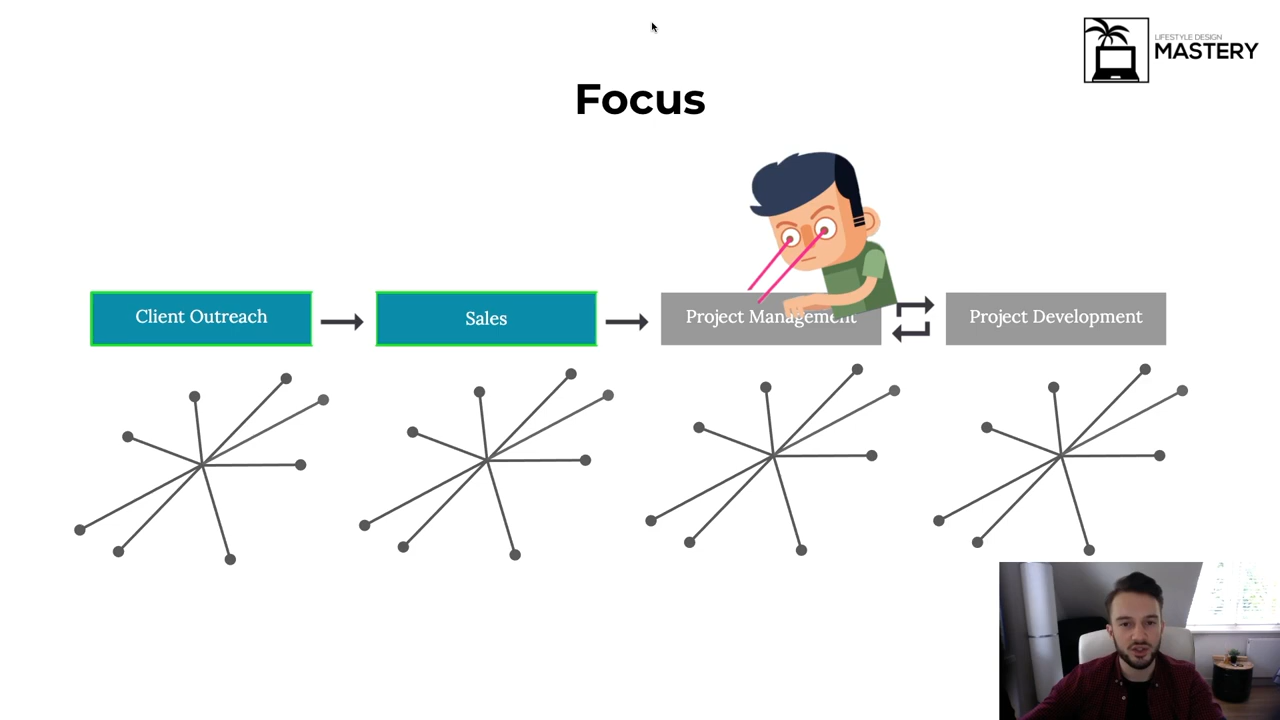 LIFESTYLE DESIGN
MASTERY
Focus
Client Outreach
Sales
Project Management
Project Development